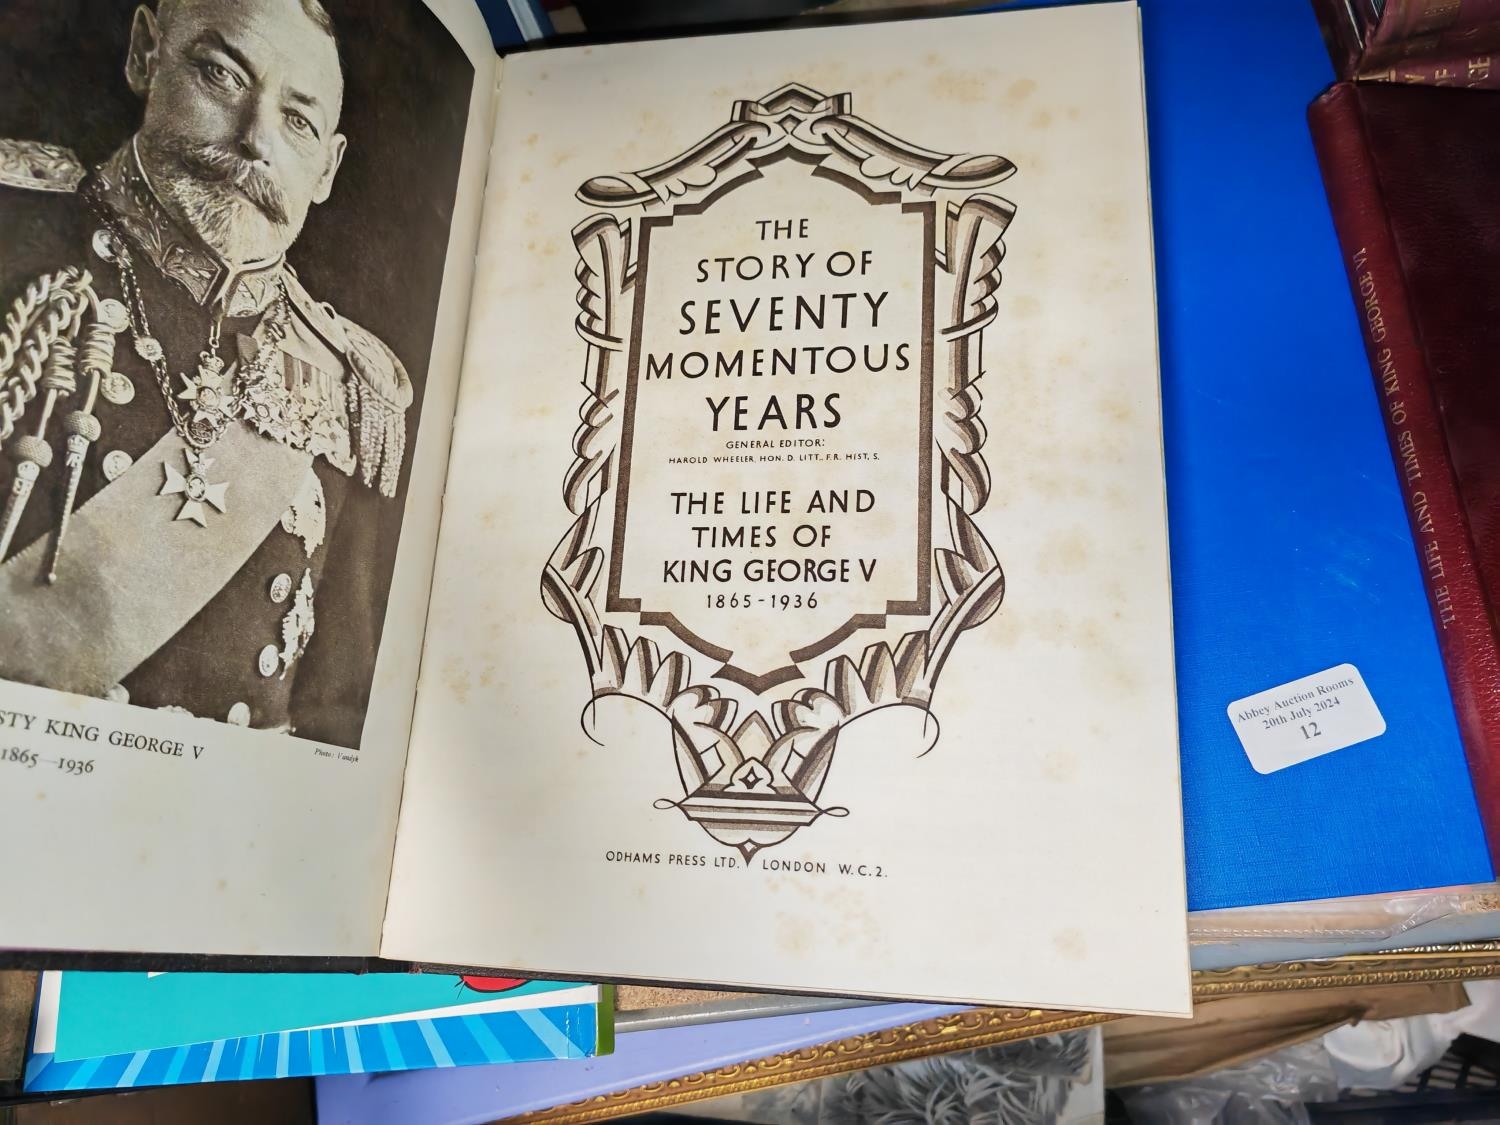 STY KING GEORGE V
1865—1936
Photo: Vandyk
THE
STORY OF
SEVENTY
MOMENTOUS
YEARS
GENERAL EDITOR:
HAROLD WHEELER, HON. D. LITT., F.R. HIST. S.
THE LIFE AND
TIMES OF
KING GEORGE V
1865-1936
ODHAMS PRESS LTD. LONDON W.C.2.
Abbey Auction Rooms
20th July 2024
12
THE LIFE AND TIMES OF KING GEORGE VI